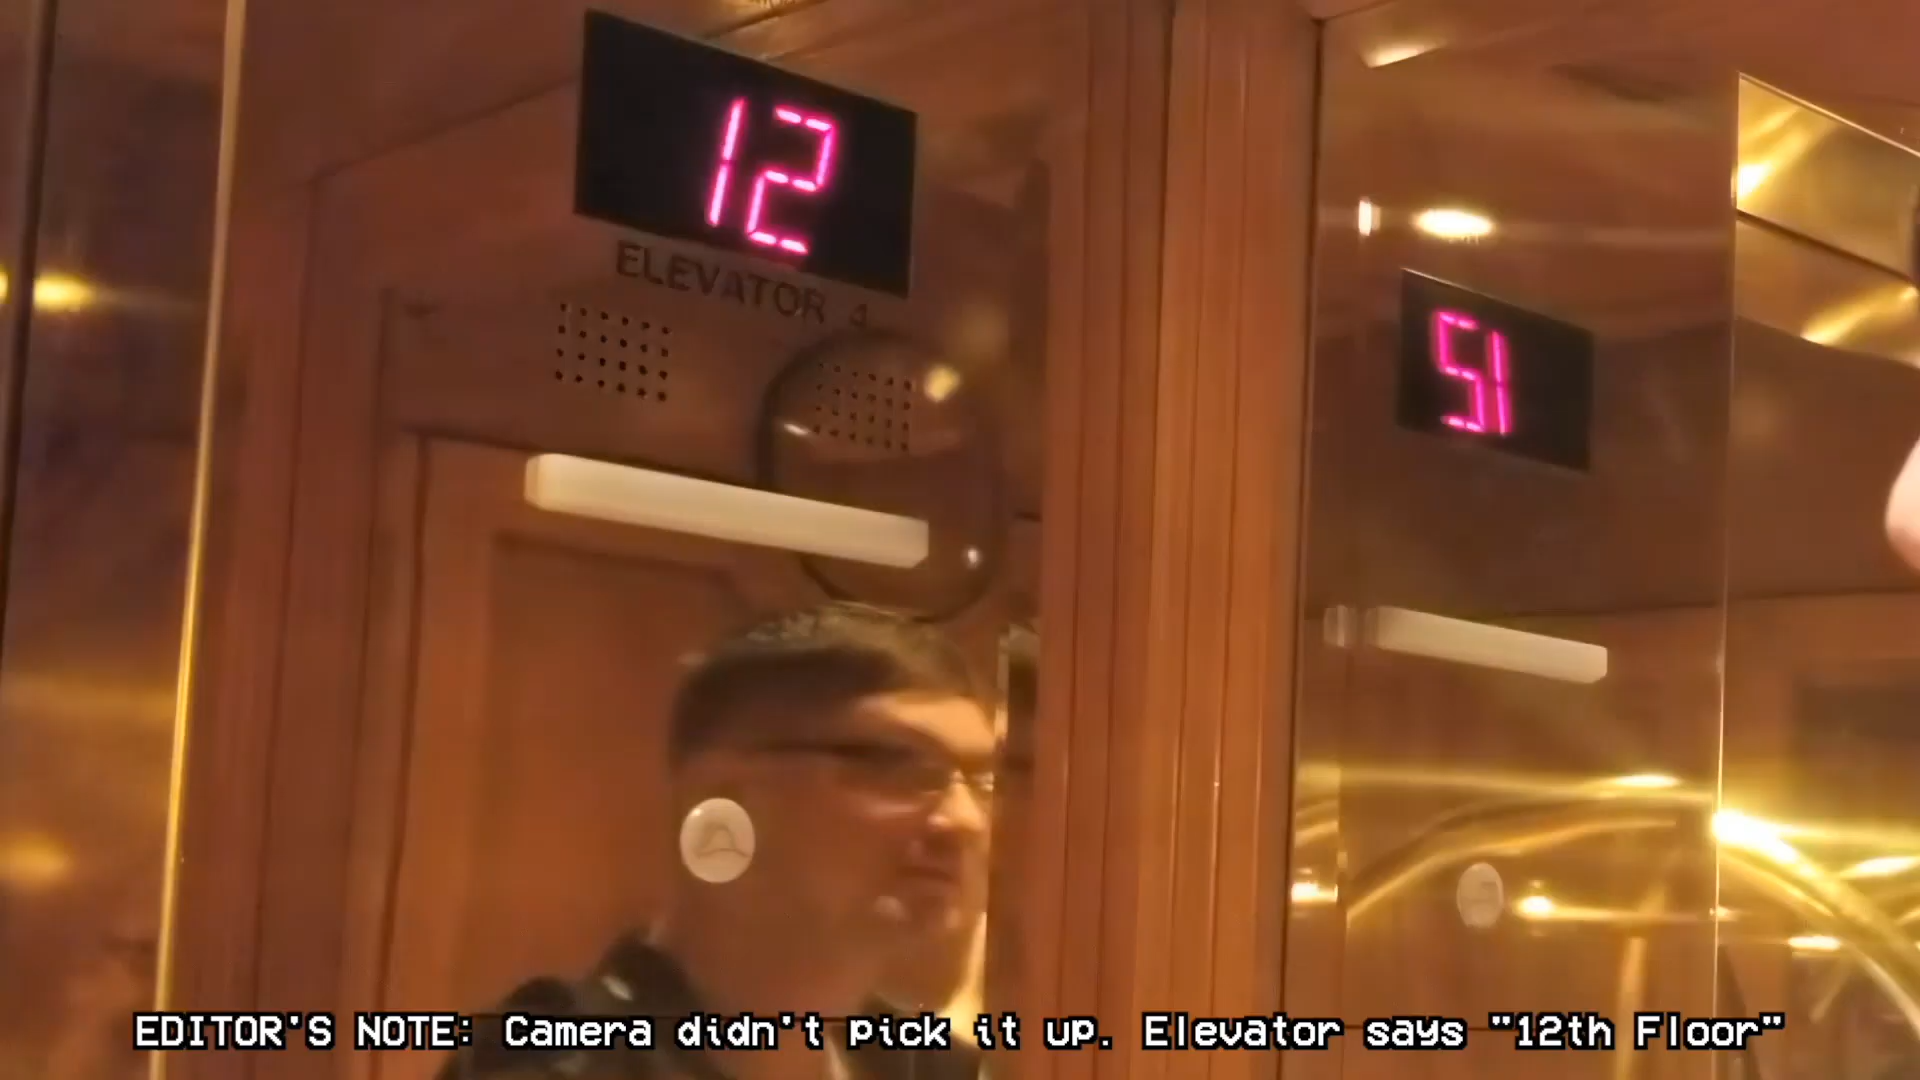 12
ELEVATOR 4
51
EDITOR'S NOTE: Camera didn't pick it up. Elevator says "12th Floor"